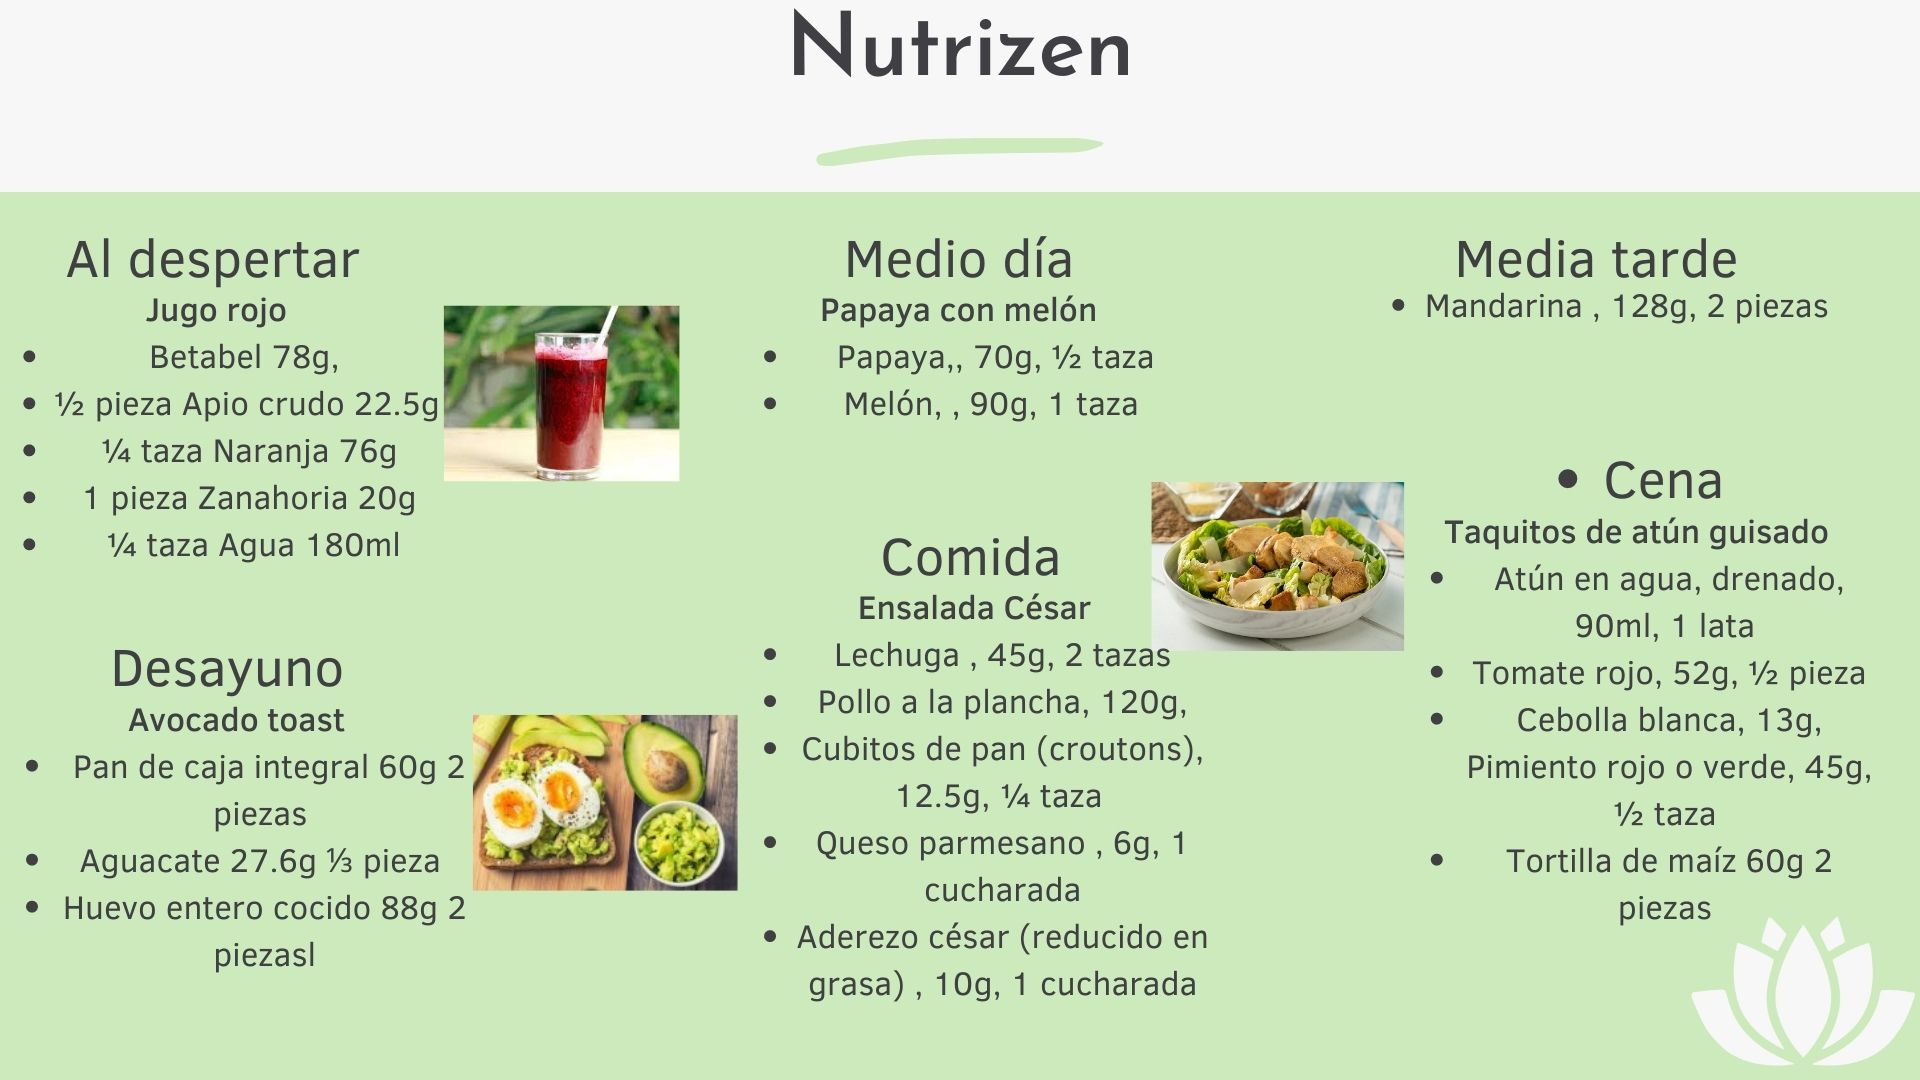 Nutrizen
Al despertar
Jugo rojo
• Betabel 78g,
• ½ pieza Apio crudo 22.5g
• ¼ taza Naranja 76g
• 1 pieza Zanahoria 20g
• ¼ taza Agua 180ml
Desayuno
Avocado toast
• Pan de caja integral 60g 2
piezas
• Aguacate 27.6g ⅓ pieza
• Huevo entero cocido 88g 2
piezasl
Medio día
Papaya con melón
• Papaya,, 70g, ½ taza
• Melón, , 90g, 1 taza
Comida
Ensalada César
• Lechuga , 45g, 2 tazas
• Pollo a la plancha, 120g,
• Cubitos de pan (croutons),
12.5g, ¼ taza
• Queso parmesano , 6g, 1
cucharada
• Aderezo césar (reducido en
grasa) , 10g, 1 cucharada
Media tarde
• Mandarina , 128g, 2 piezas
• Cena
Taquitos de atún guisado
• Atún en agua, drenado,
90ml, 1 lata
• Tomate rojo, 52g, ½ pieza
• Cebolla blanca, 13g,
Pimiento rojo o verde, 45g,
½ taza
• Tortilla de maíz 60g 2
piezas